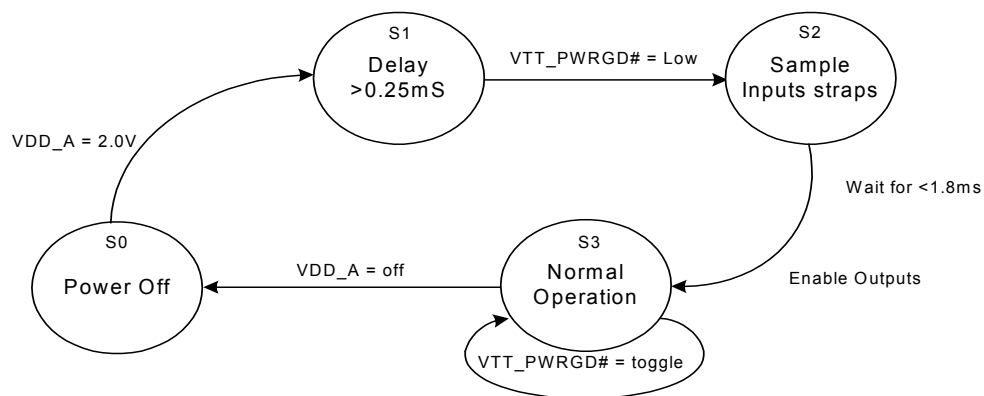 S1
Delay
>0.25mS
VTT_PWRGD# = Low
S2
Sample
Inputs straps
VDD_A = 2.0V
Wait for <1.8ms
S0
Power Off
VDD_A = off
S3
Normal
Operation
Enable Outputs
VTT_PWRGD# = toggle